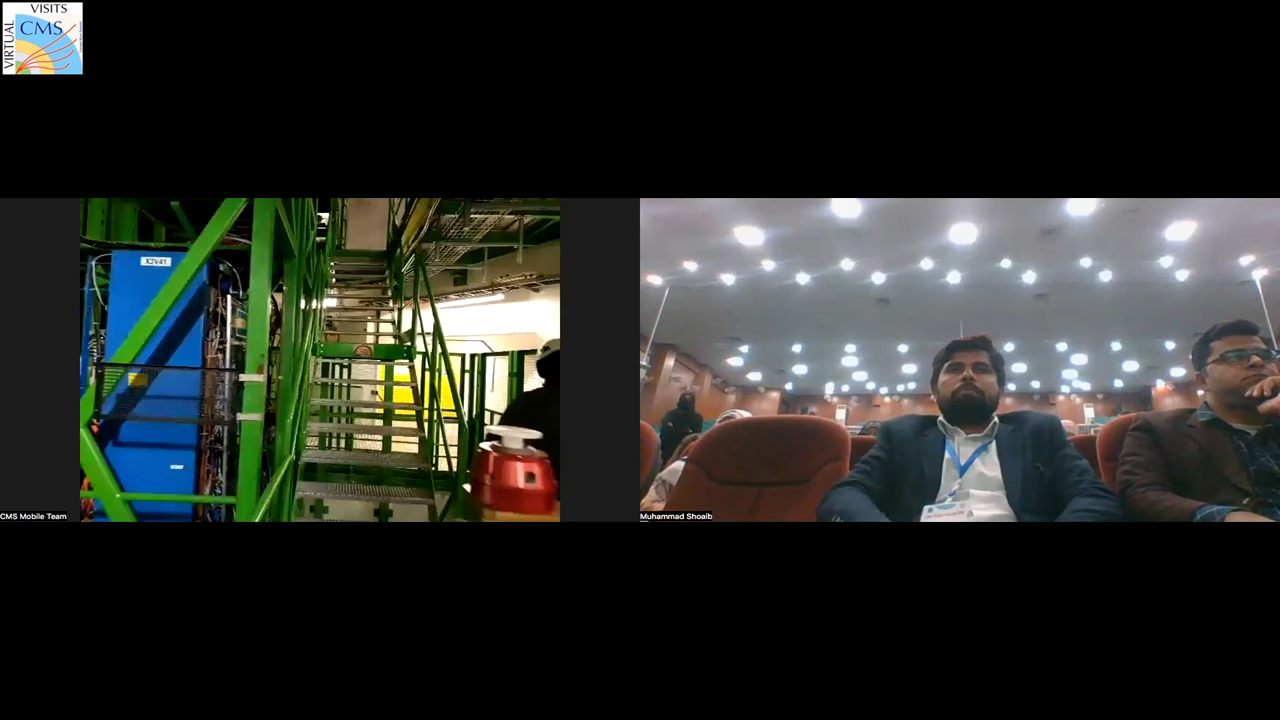 VISITS
CMS
VIRTUAL
X3V41
CMS Mobile Team
Muhammad Shoaib